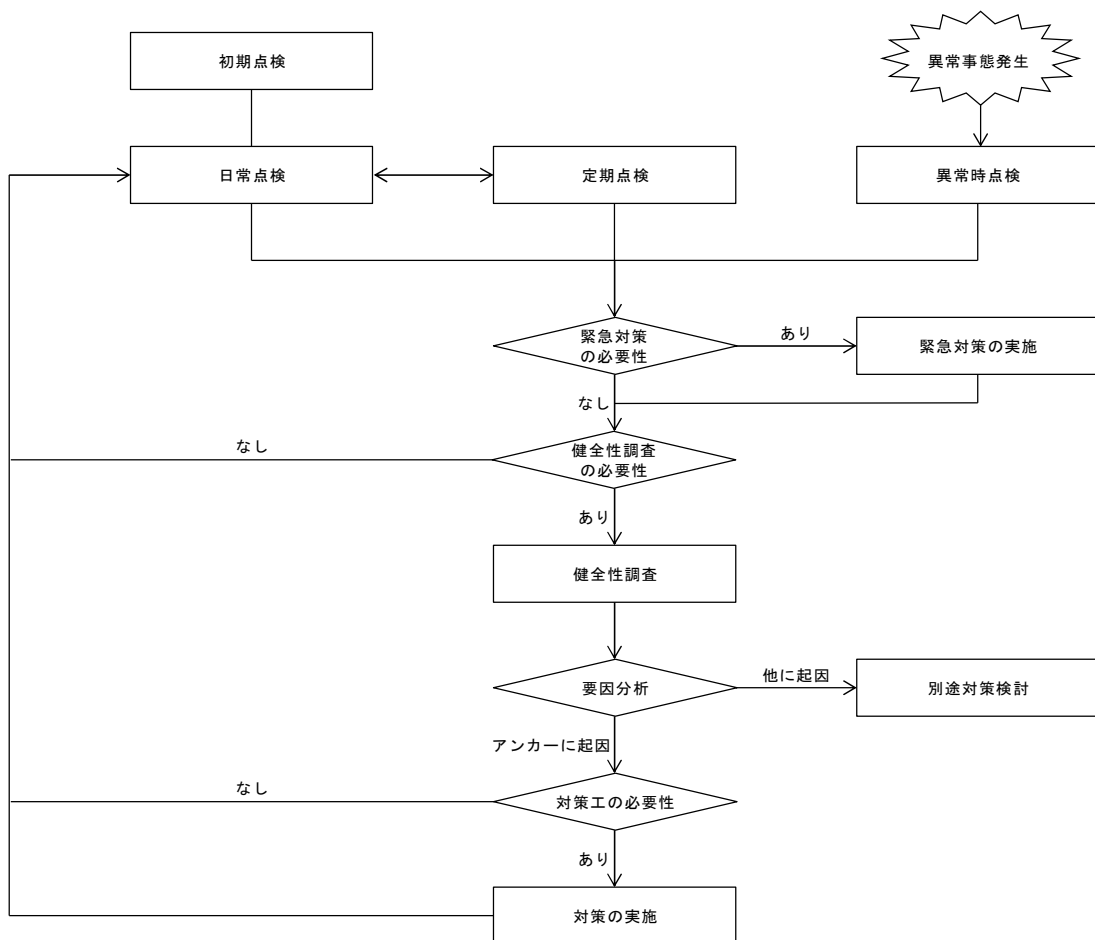 初期点検
異常事態発生
日常点検
定期点検
異常時点検
緊急対策
の必要性
あり
緊急対策の実施
なし
なし
健全性調査
の必要性
あり
健全性調査
要因分析
他に起因
別途対策検討
アンカーに起因
なし
対策工の必要性
あり
対策の実施